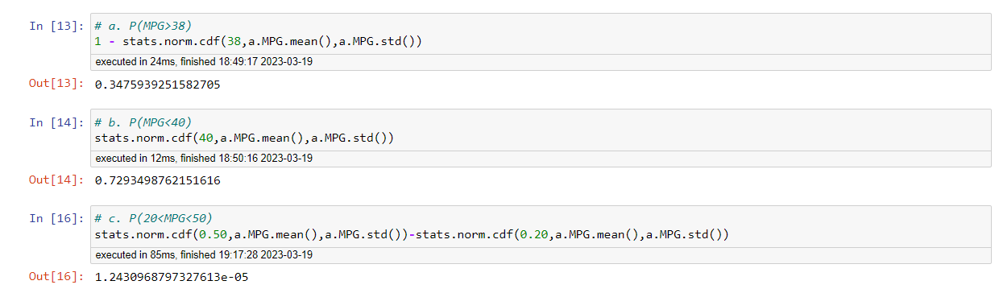 In [13]: # a. P(MPG>38)
1 - stats.norm.cdf(38,a.MPG.mean(),a.MPG.std())
executed in 24ms, finished 18:49:17 2023-03-19
Out[13]: 0.3475939251582705
In [14]: # b. P(MPG<40)
stats.norm.cdf(40,a.MPG.mean(),a.MPG.std())
executed in 12ms, finished 18:50:16 2023-03-19
Out[14]: 0.7293498762151616
In [16]: # c. P(20<MPG<50)
stats.norm.cdf(0.50,a.MPG.mean(),a.MPG.std())-stats.norm.cdf(0.20,a.MPG.mean(),a.MPG.std())
executed in 85ms, finished 19:17:28 2023-03-19
Out[16]: 1.2430968797327613e-05